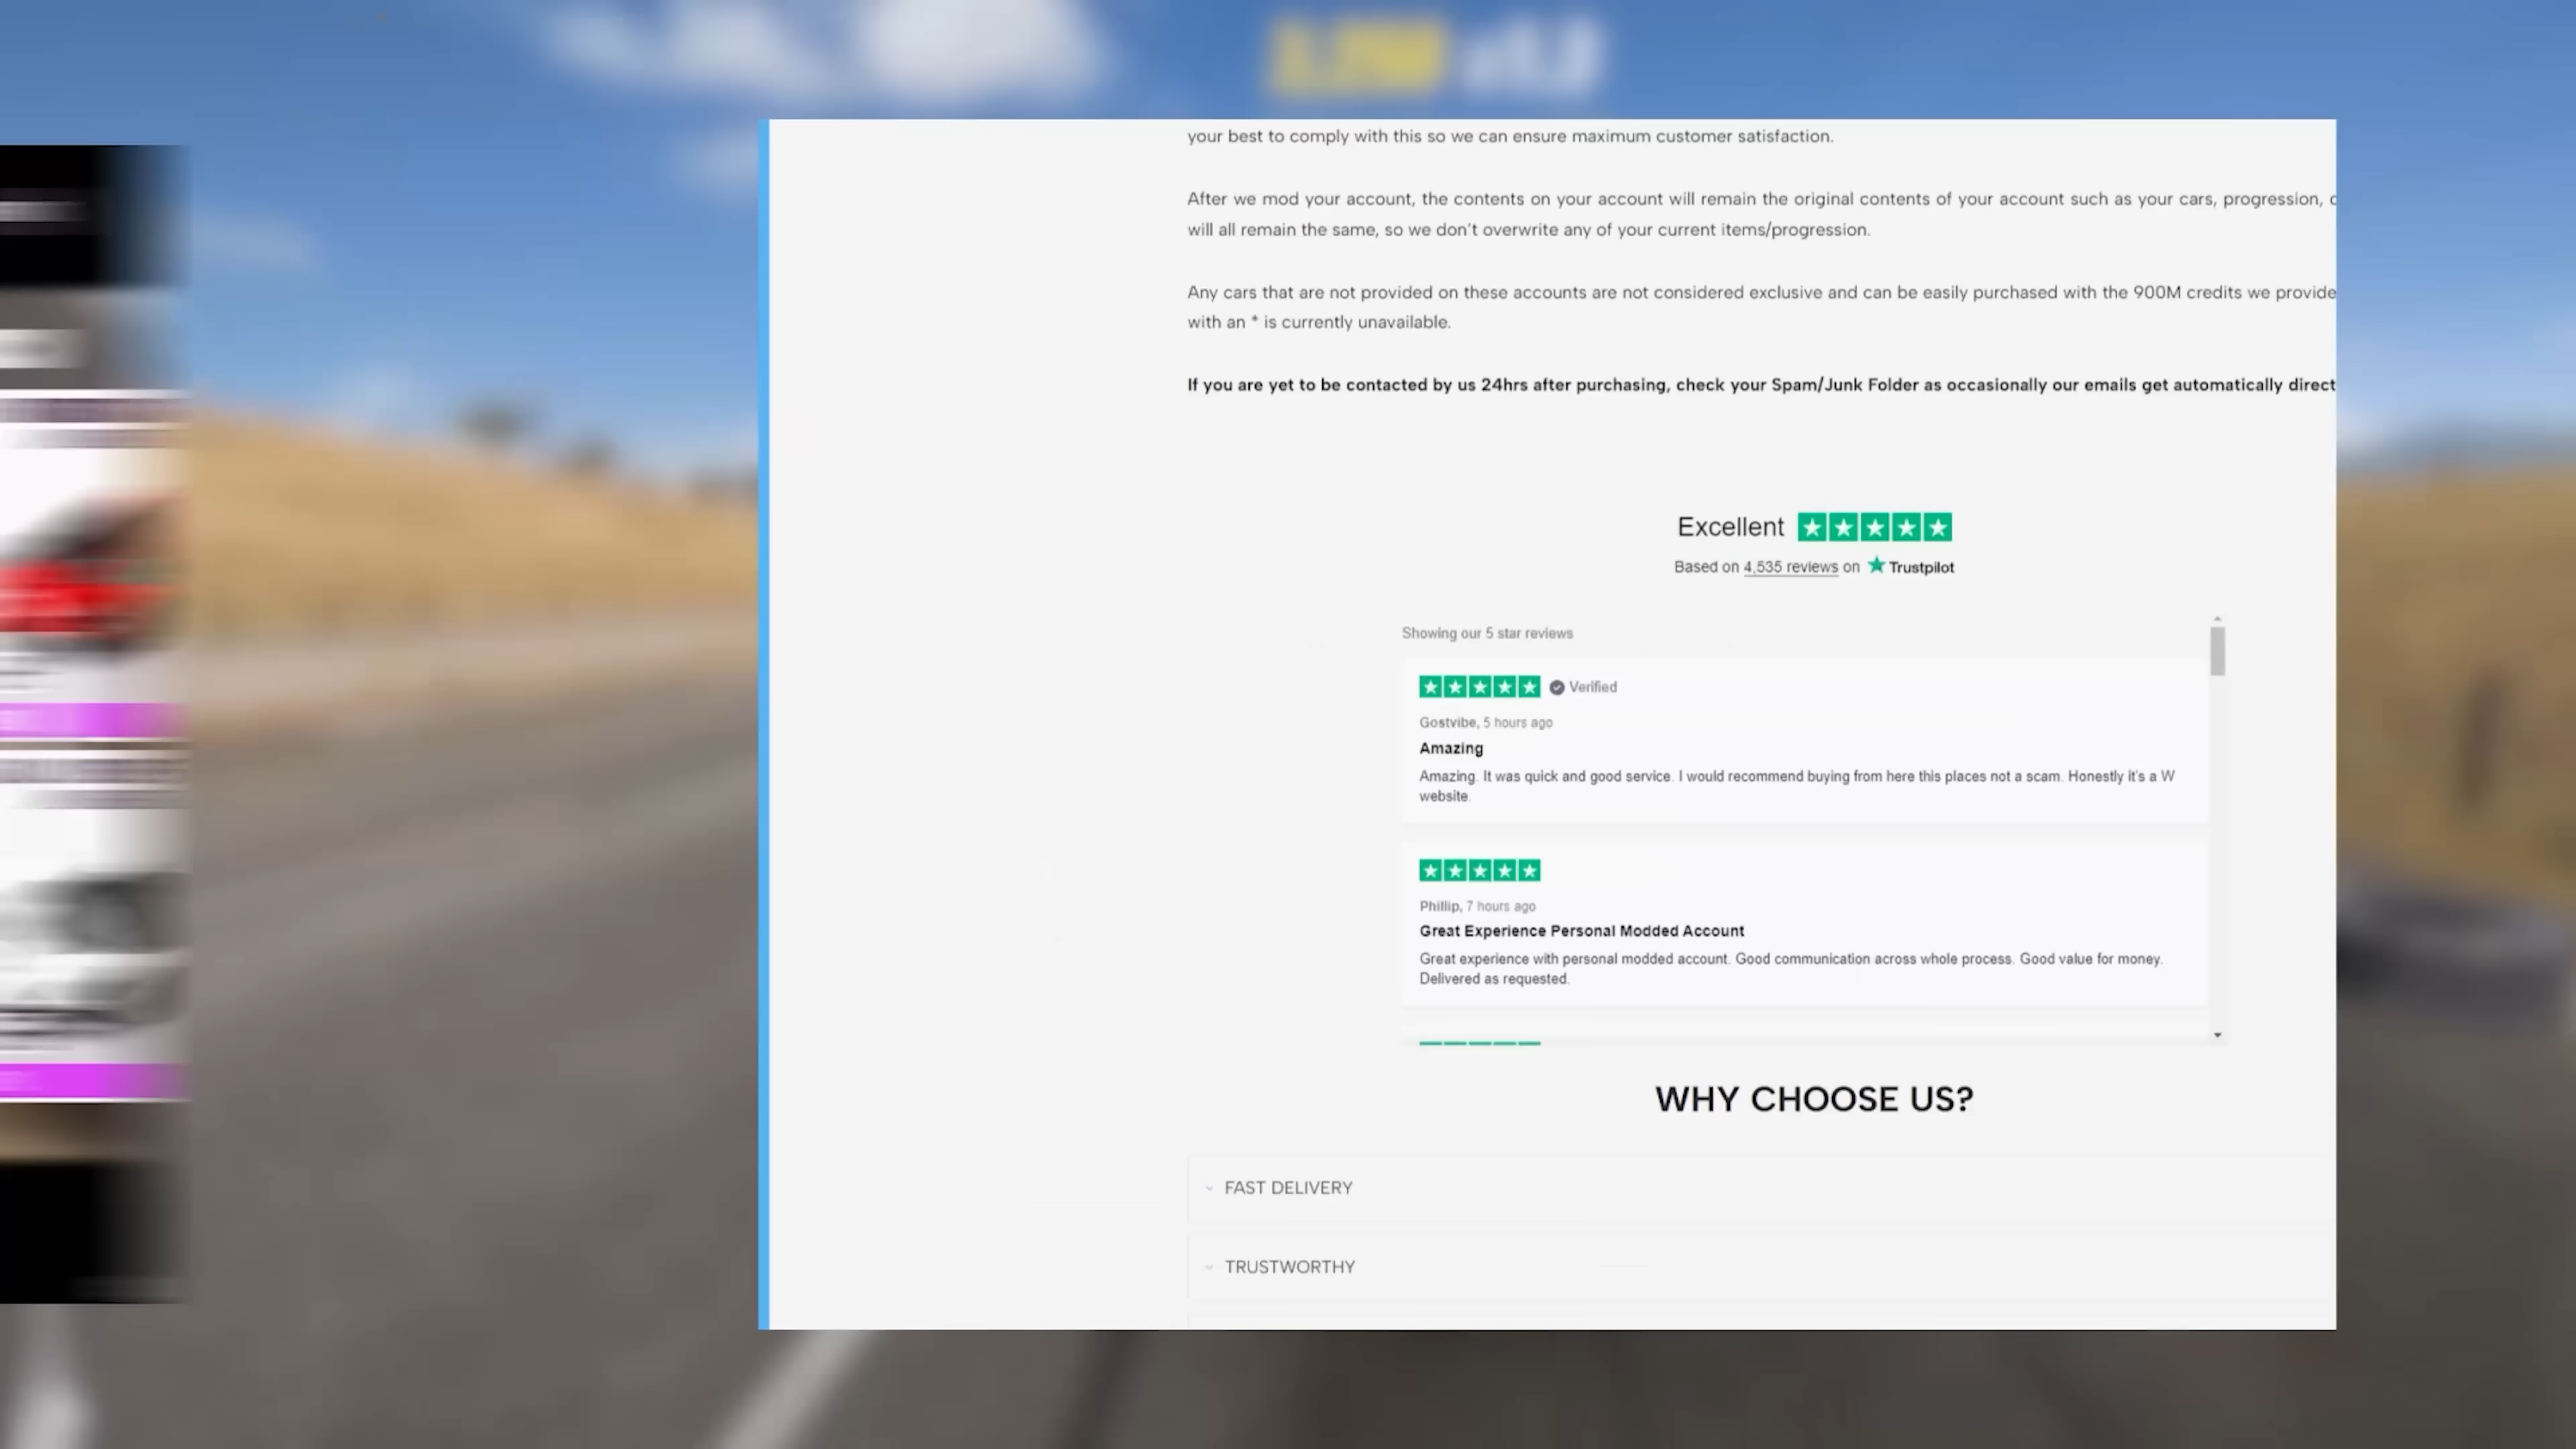 your best to comply with this so we can ensure maximum customer satisfaction.
After we mod your account, the contents on your account will remain the original contents of your account such as your cars, progression,
will all remain the same, so we don't overwrite any of your current items/progression.
Any cars that are not provided on these accounts are not considered exclusive and can be easily purchased with the 900M credits we provide
with an * is currently unavailable.
If you are yet to be contacted by us 24hrs after purchasing, check your Spam/Junk Folder as occasionally our emails get automatically direct
Excellent
Based on 4,535 reviews on Trustpilot
Showing our 5 star reviews
Verified
Gostvibe, 5 hours ago
Amazing
Amazing. It was quick and good service. I would recommend buying from here this places not a scam. Honestly it's a W
website.
Phillip, 7 hours ago
Great Experience Personal Modded Account
Great experience with personal modded account. Good communication across whole process. Good value for money.
Delivered as requested.
WHY CHOOSE US?
FAST DELIVERY
TRUSTWORTHY